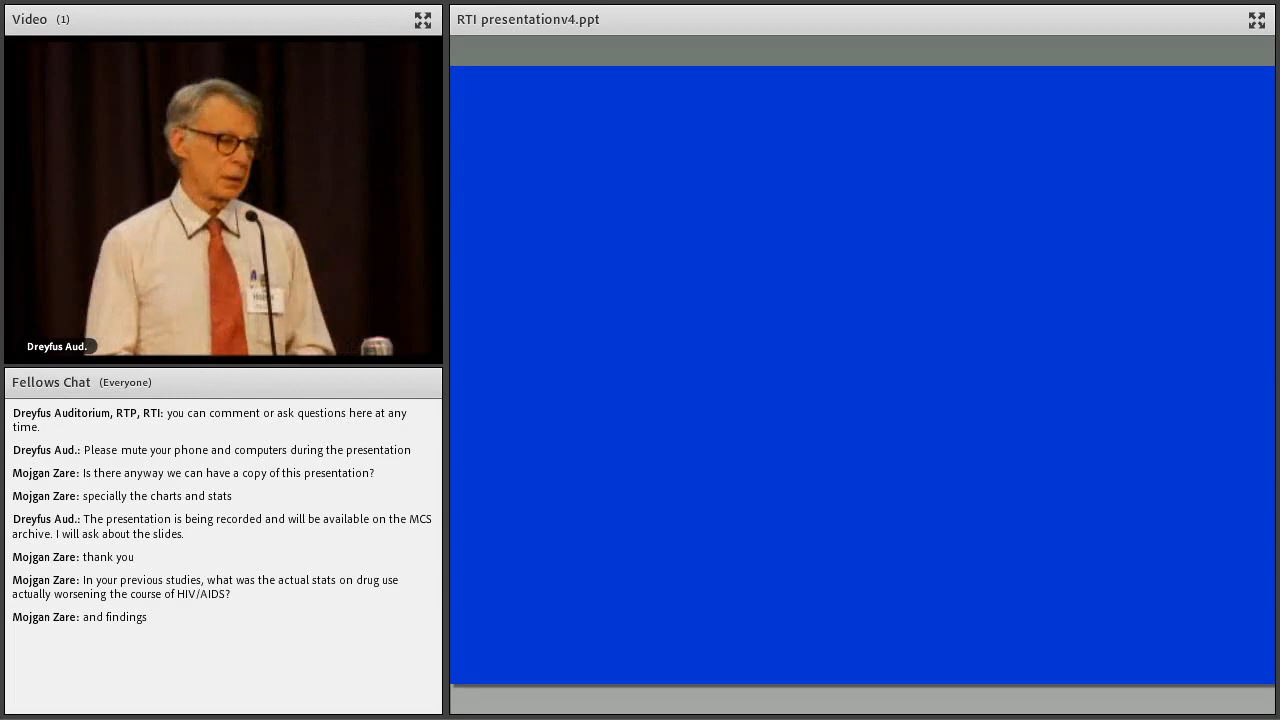 Video (1)
RTI presentationv4.ppt
Dreyfus Aud.
Fellows Chat (Everyone)
Dreyfus Auditorium, RTP, RTI: you can comment or ask questions here at any
time.
Dreyfus Aud.: Please mute your phone and computers during the presentation
Mojgan Zare: Is there anyway we can have a copy of this presentation?
Mojgan Zare: specially the charts and stats
Dreyfus Aud.: The presentation is being recorded and will be available on the MCS
archive. I will ask about the slides.
Mojgan Zare: thank you
Mojgan Zare: In your previous studies, what was the actual stats on drug use
actually worsening the course of HIV/AIDS?
Mojgan Zare: and findings